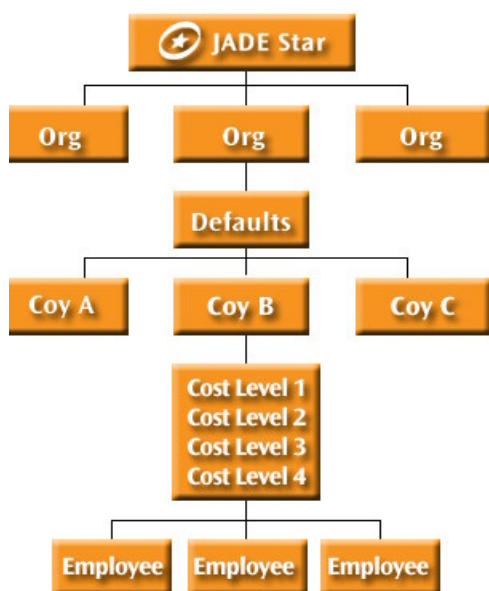 JADE Star
Org Org Org
Defaults
Coy A Coy B Coy C
Cost Level 1
Cost Level 2
Cost Level 3
Cost Level 4
Employee Employee Employee